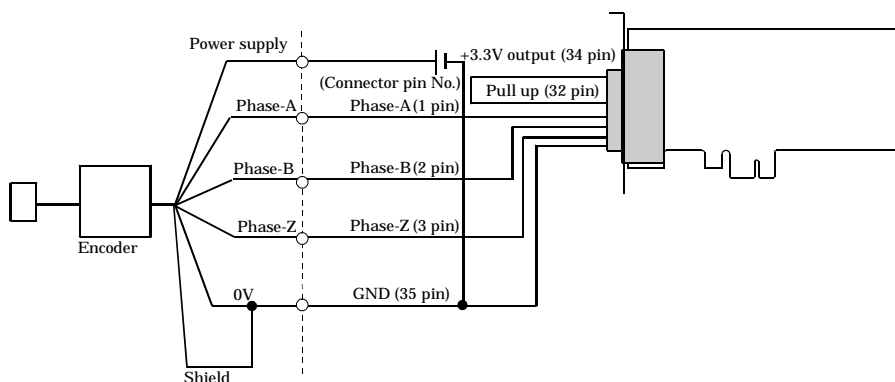 Power supply
+3.3V output (34 pin)
(Connector pin No.)
Pull up (32 pin)
Phase-A
Phase-A (1 pin)
Phase-B
Phase-B (2 pin)
Phase-Z
Phase-Z (3 pin)
Encoder
0V
GND (35 pin)
Shield